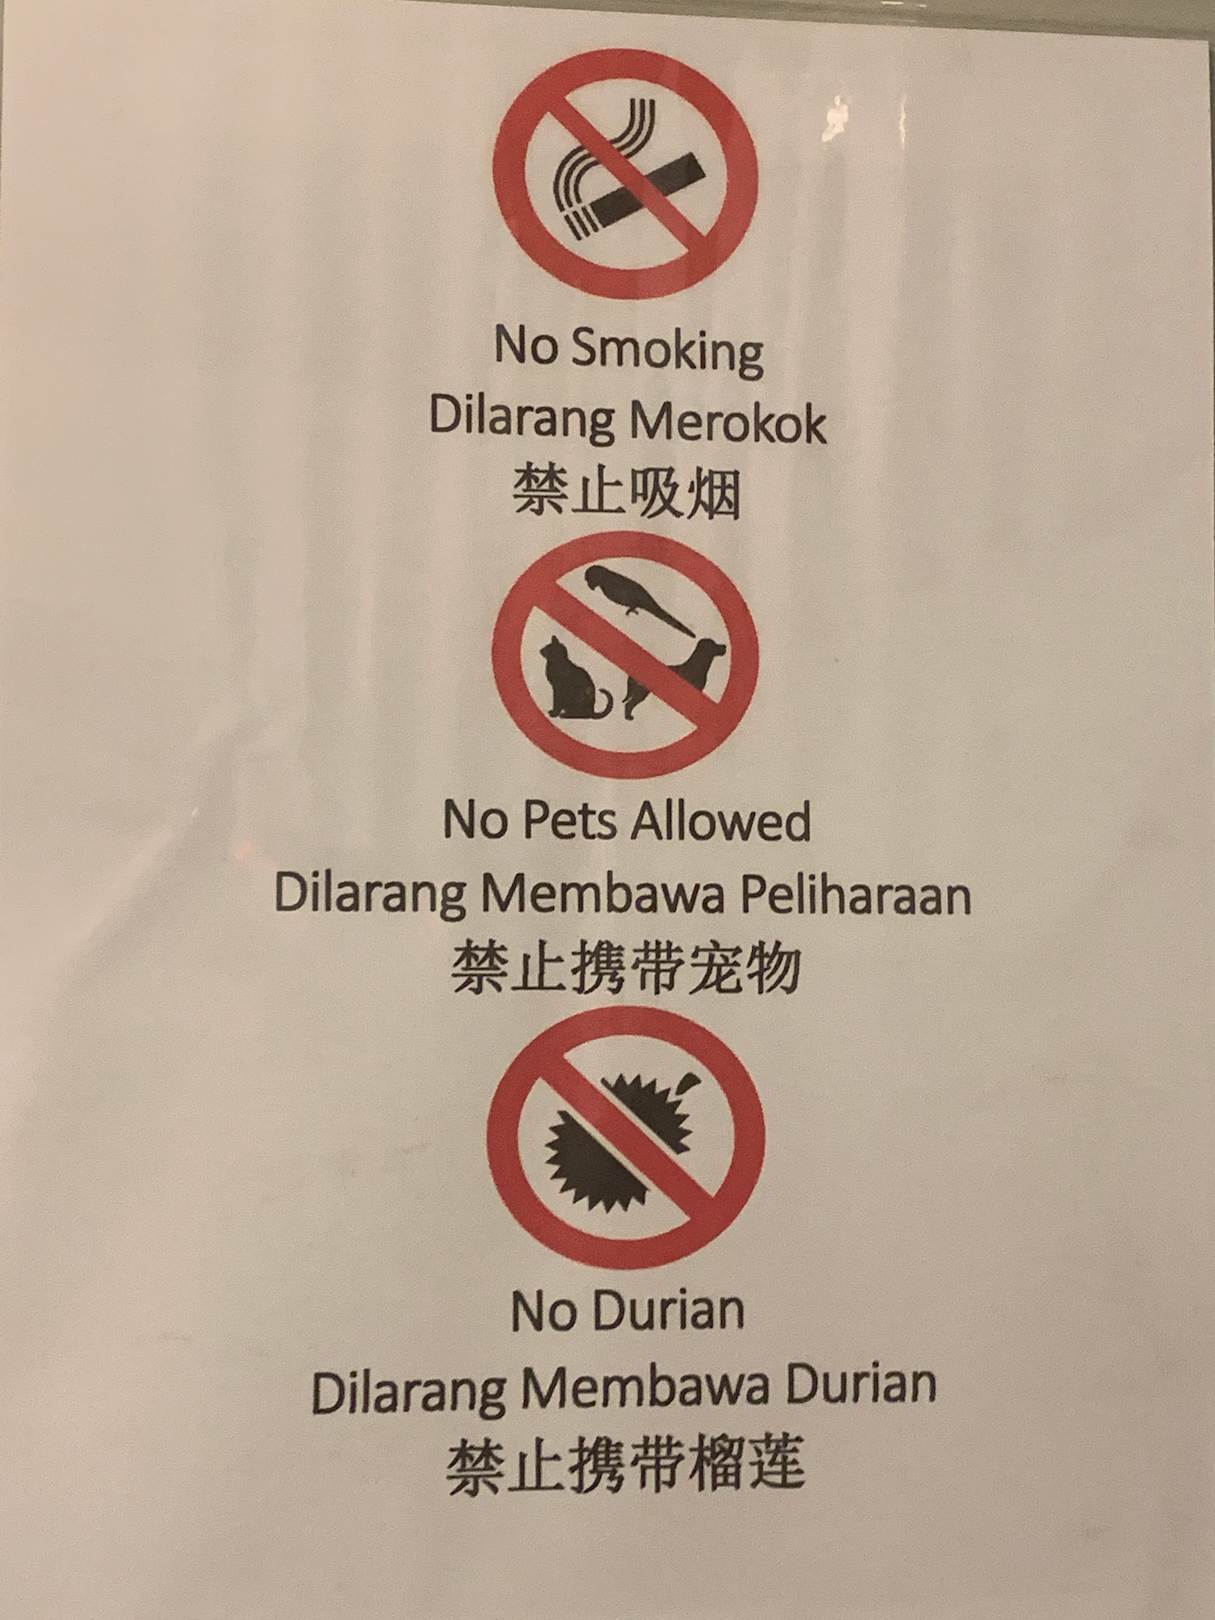 No Smoking
Dilarang Merokok
禁止吸烟
No Pets Allowed
Dilarang Membawa Peliharaan
禁止携带宠物
No Durian
Dilarang Membawa Durian
禁止携带榴莲